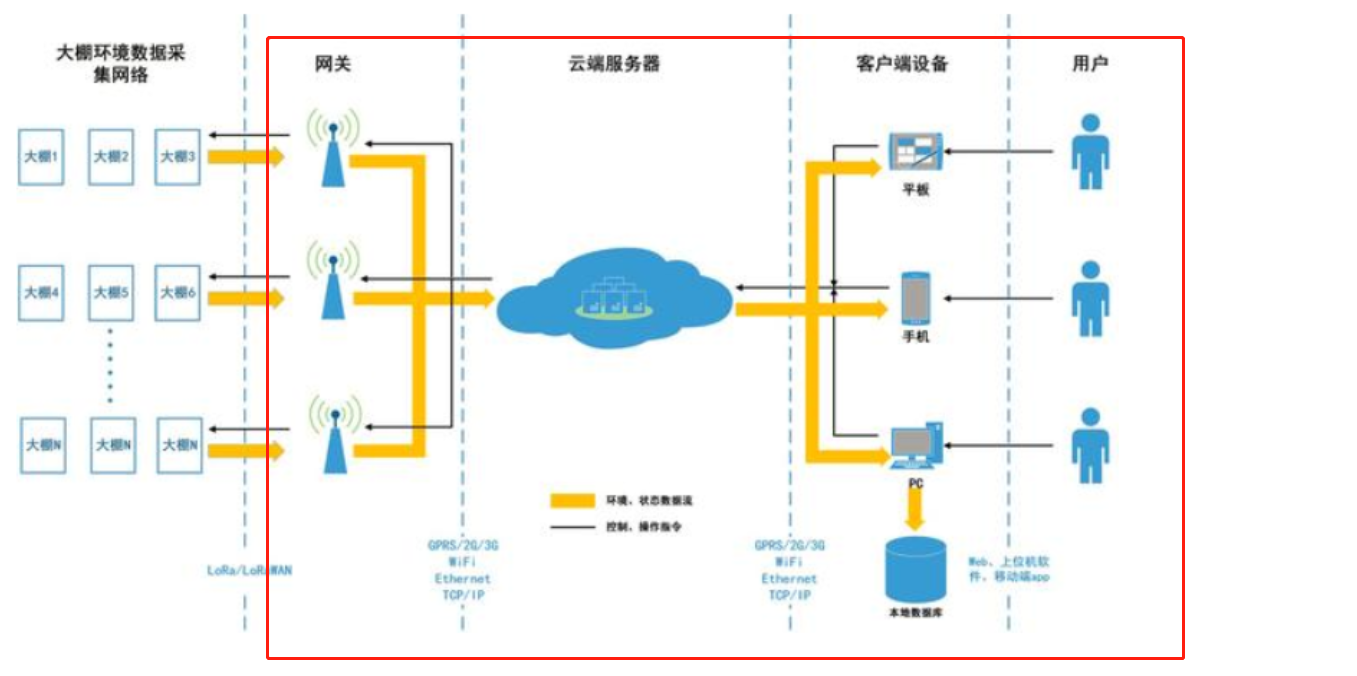 大棚环境数据采
集网络
网关
云端服务器
客户端设备
用户
大棚1
大棚2
大棚3
平板
大棚4
大棚5
大棚6
手机
大棚N
大棚N
大棚N
PC
环境、状态数据流
控制、操作指令
GPRS/2G/3G
WiFi
Ethernet
TCP/IP
GPRS/2G/3G
WiFi
Ethernet
TCP/IP
LoRa/LoRaWAN
Web、上位机软
件、移动端app
本地数据库